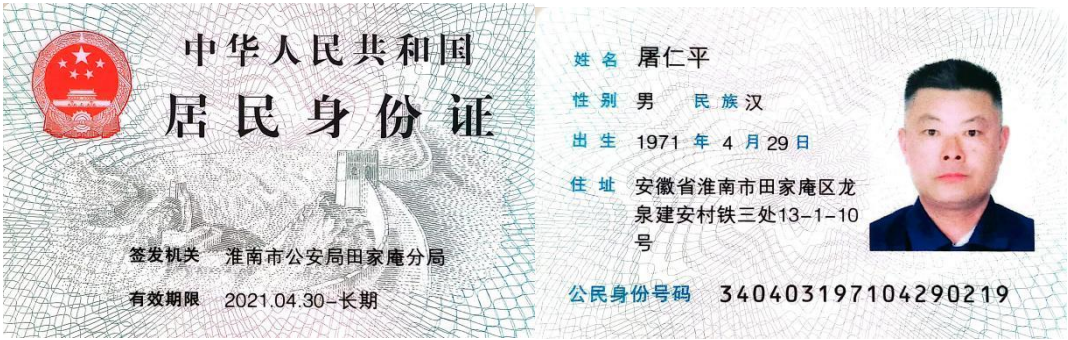 中华人民共和国
居民身份证
签发机关 淮南市公安局田家庵分局
有效期限 2021.04.30-长期
姓名 屠仁平
性别 男 民族 汉
出生 1971 年 4 月 29 日
住址 安徽省淮南市田家庵区龙
泉建安村铁三处13-1-10
号
公民身份号码 340403197104290219